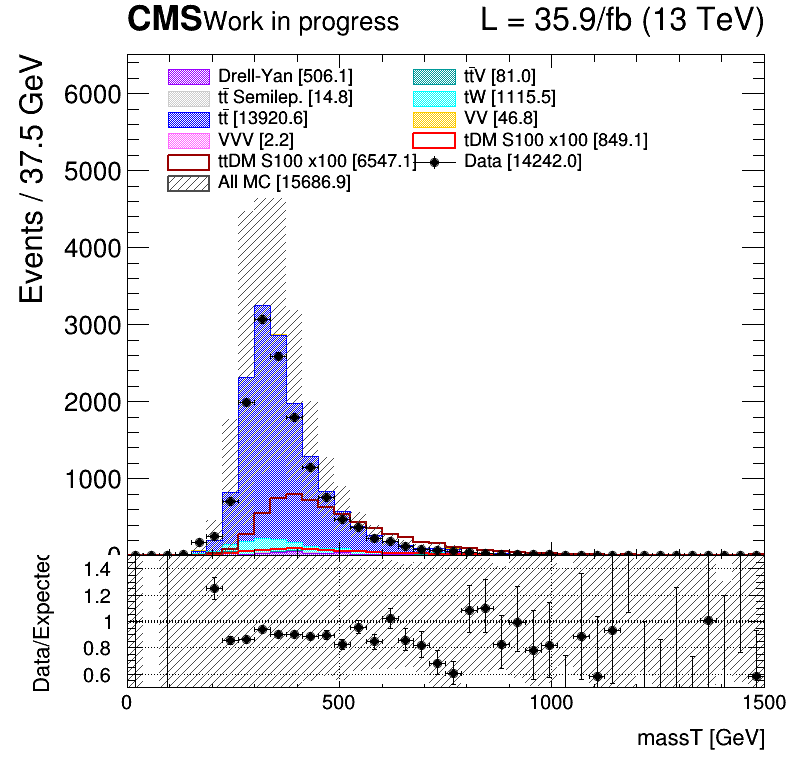 CMS Work in progress L = 35.9/fb (13 TeV)
Events / 37.5 GeV
6000
5000
4000
3000
2000
1000
0
Drell-Yan [506.1]
tt̄V [81.0]
tt̄ Semilep. [14.8]
tW [1115.5]
tt̄ [13920.6]
VV [46.8]
VVV [2.2]
tDM S100 x100 [849.1]
ttDM S100 x100 [6547.1]
Data [14242.0]
All MC [15686.9]
Data/Expected
1.4
1.2
1
0.8
0.6
0 500 1000 1500
massT [GeV]